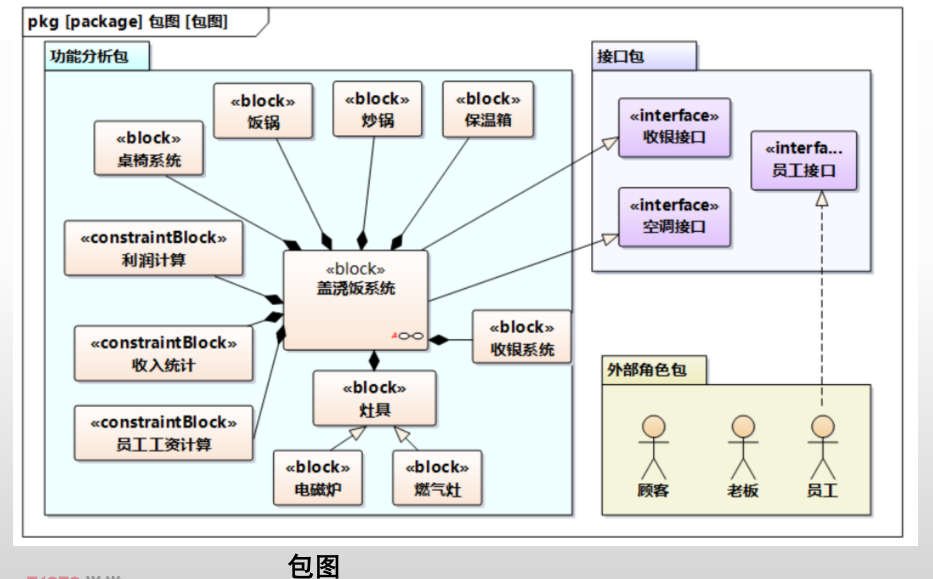 pkg [package] 包图 [包图]
功能分析包
«block»
饭锅
«block»
炒锅
«block»
保温箱
«block»
桌椅系统
«constraintBlock»
利润计算
«block»
盖浇饭系统
«constraintBlock»
收入统计
«block»
收银系统
«constraintBlock»
员工工资计算
«block»
灶具
«block»
电磁炉
«block»
燃气灶
接口包
«interface»
收银接口
«interfa...
员工接口
«interface»
空调接口
外部角色包
顾客
老板
员工
包图